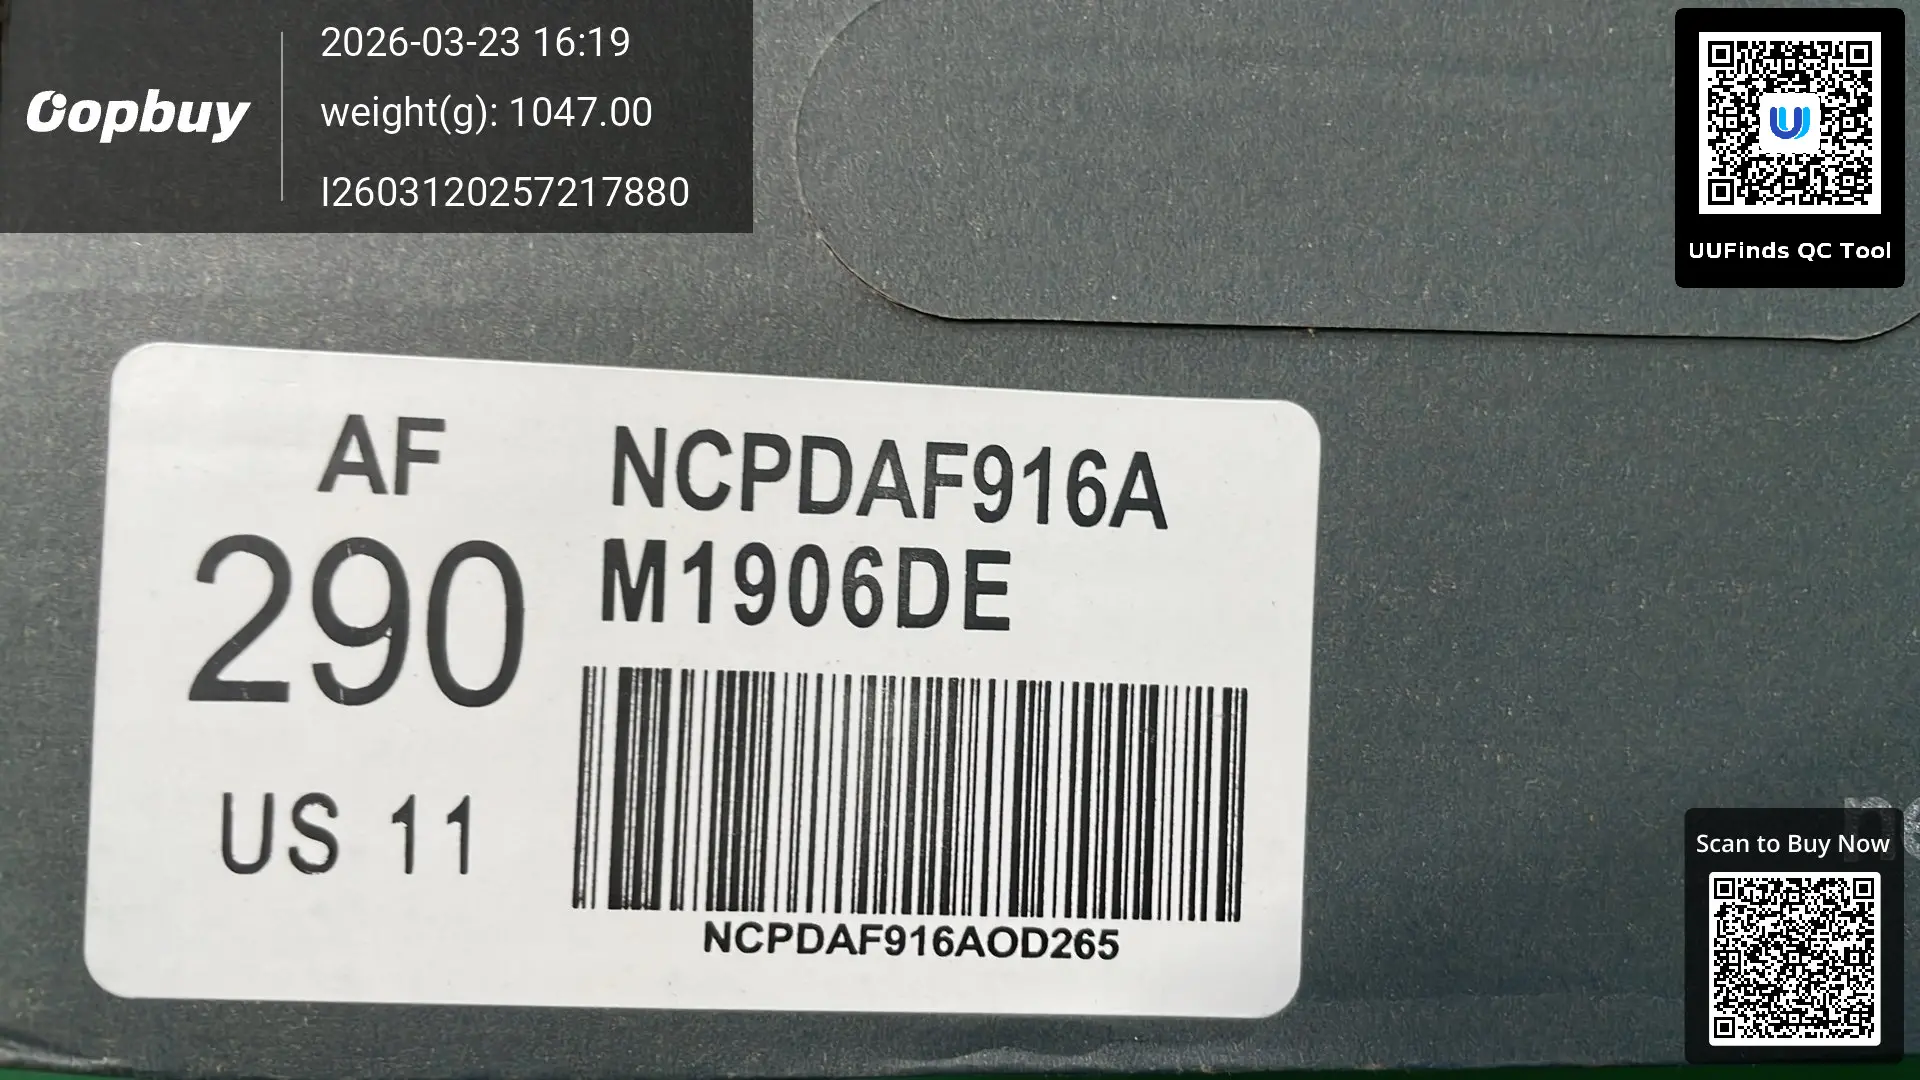 Oopbuy
2026-03-23 16:19
weight(g): 1047.00
I2603120257217880
UUFinds QC Tool
AF
290
US 11
NCPDAF916A
M1906DE
NCPDAF916AOD265
Scan to Buy Now